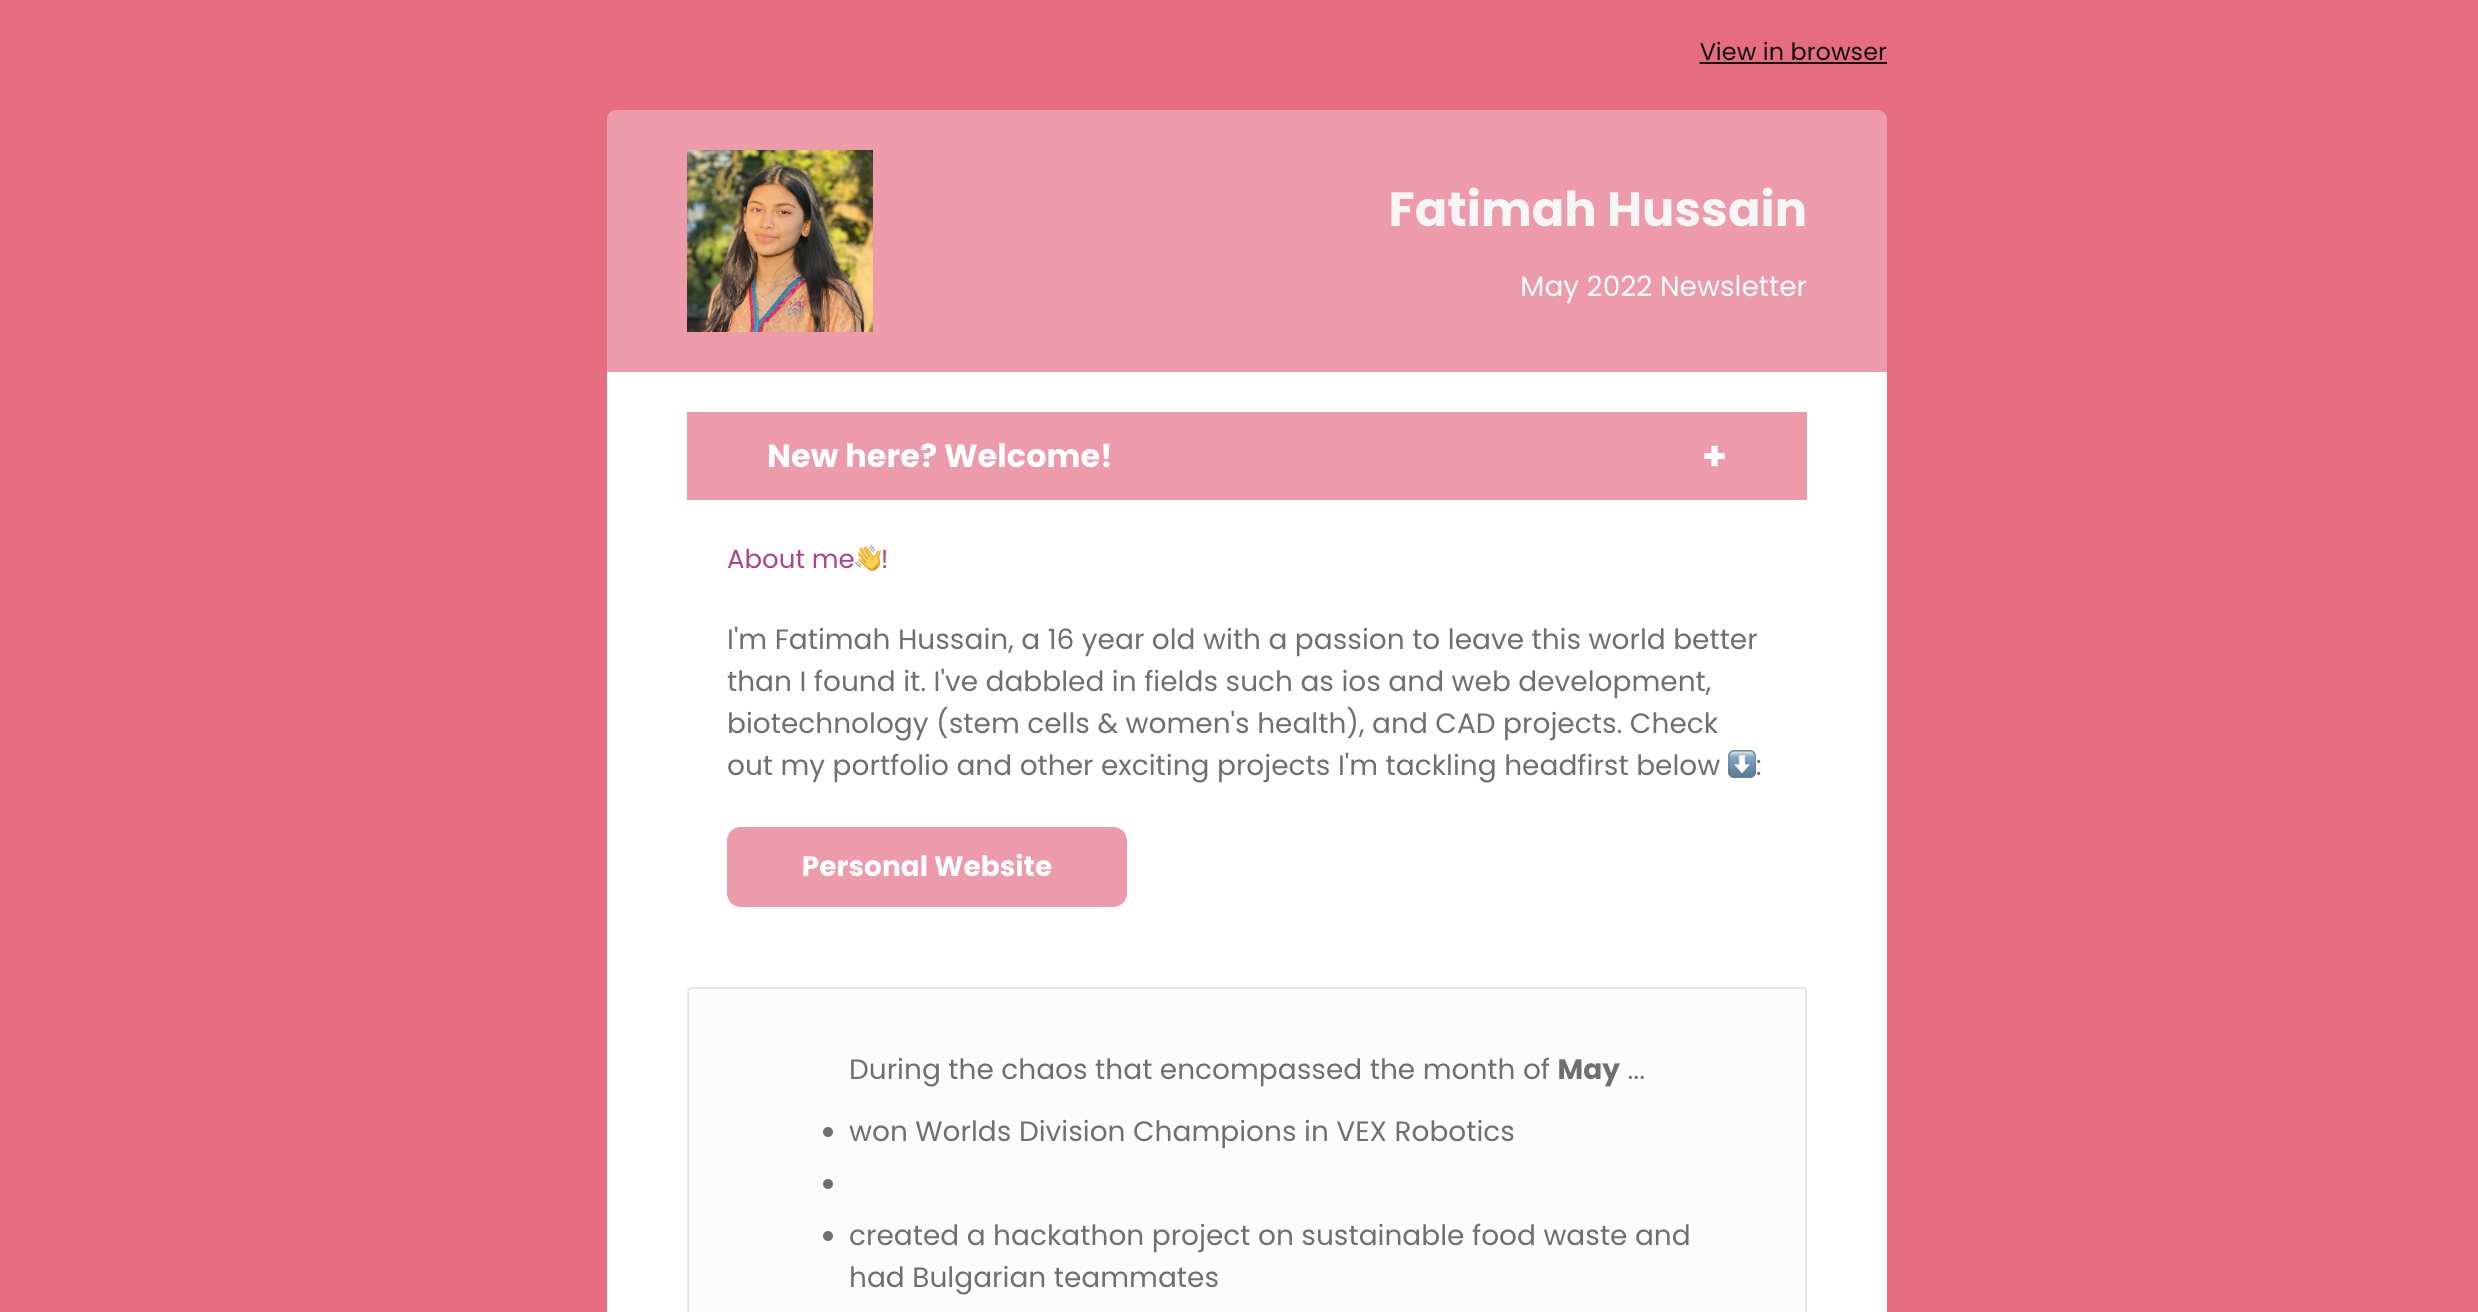 View in browser
Fatimah Hussain
May 2022 Newsletter
New here? Welcome!
+
About me👋!
I'm Fatimah Hussain, a 16 year old with a passion to leave this world better
than I found it. I've dabbled in fields such as ios and web development,
biotechnology (stem cells & women's health), and CAD projects. Check
out my portfolio and other exciting projects I'm tackling headfirst below ⬇️:
Personal Website
During the chaos that encompassed the month of May ...
• won Worlds Division Champions in VEX Robotics
•
• created a hackathon project on sustainable food waste and
had Bulgarian teammates